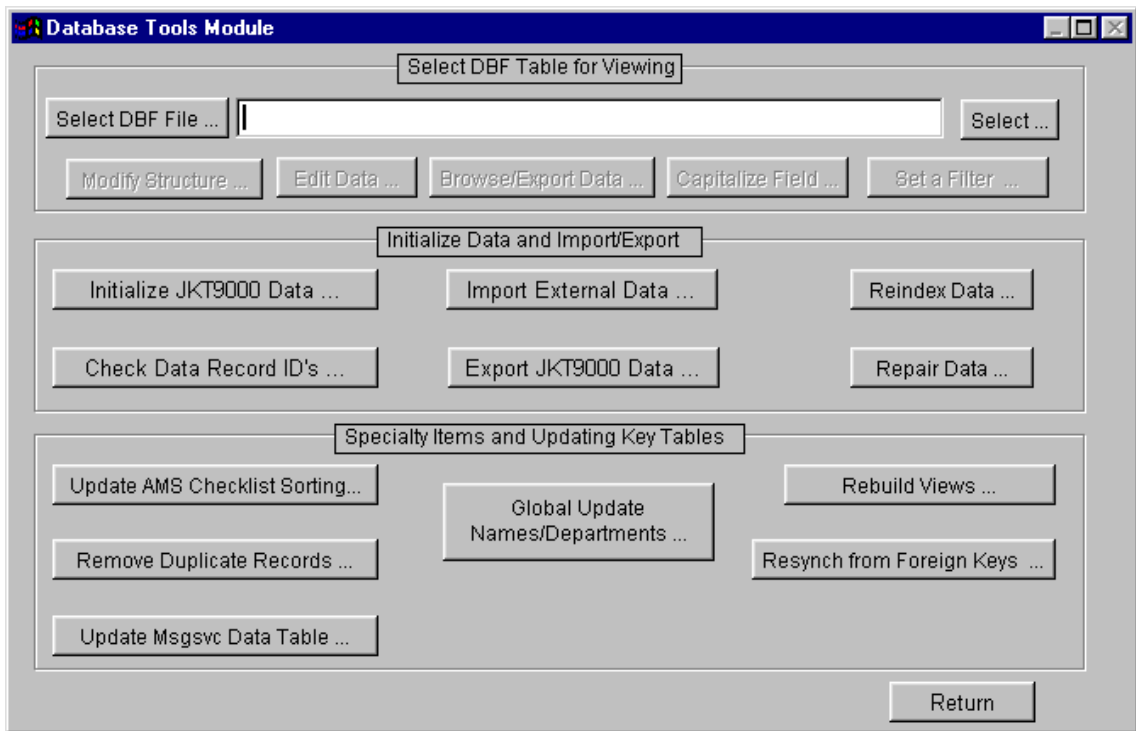 Database Tools Module
Select DBF Table for Viewing
Select DBF File ...
Select ...
Modify Structure ...
Edit Data ...
Browse/Export Data ...
Capitalize Field ...
Set a Filter ...
Initialize Data and Import/Export
Initialize JKT9000 Data ...
Import External Data ...
Reindex Data ...
Check Data Record ID's ...
Export JKT9000 Data ...
Repair Data ...
Specialty Items and Updating Key Tables
Update AMS Checklist Sorting...
Global Update
Names/Departments ...
Rebuild Views ...
Remove Duplicate Records ...
Resynch from Foreign Keys ...
Update Msgsvc Data Table ...
Return